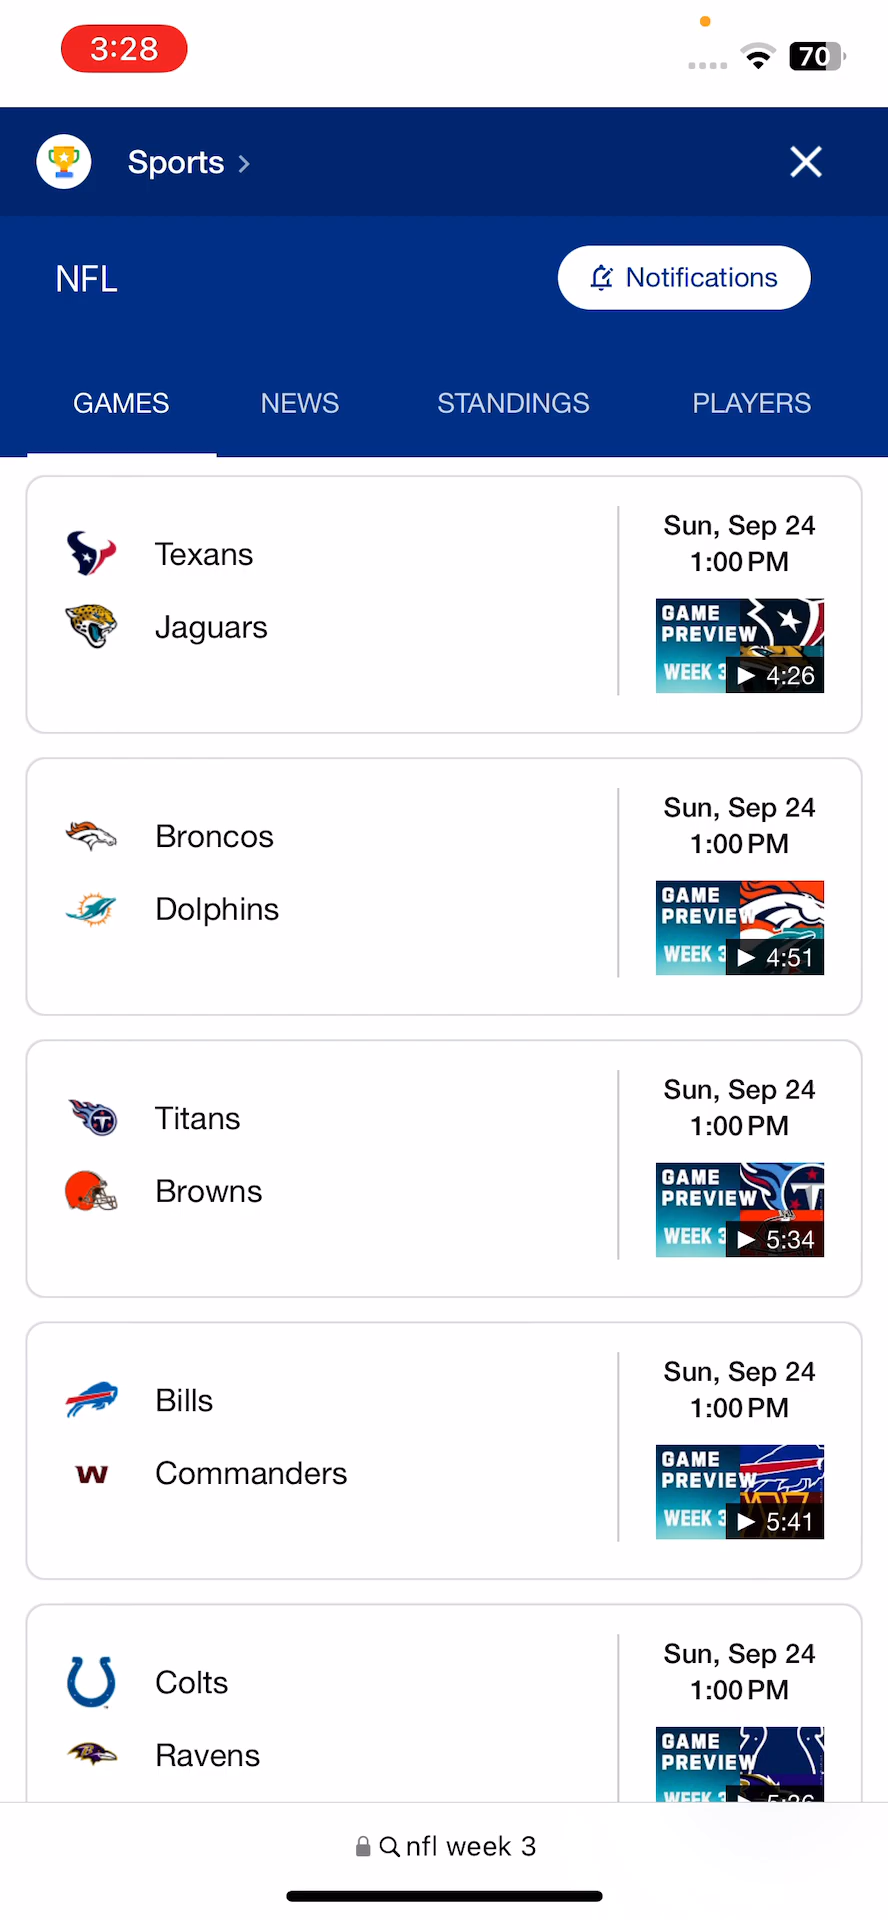 3:28
70
Sports
NFL
Notifications
GAMES NEWS STANDINGS PLAYERS
Texans
Jaguars
Sun, Sep 24
1:00 PM
GAME
PREVIEW
WEEK 3
4:26
Broncos
Dolphins
Sun, Sep 24
1:00 PM
GAME
PREVIEW
WEEK 3
4:51
Titans
Browns
Sun, Sep 24
1:00 PM
GAME
PREVIEW
WEEK 3
5:34
Bills
W
Commanders
Sun, Sep 24
1:00 PM
GAME
PREVIEW
WEEK 3
5:41
Colts
Ravens
Sun, Sep 24
1:00 PM
GAME
PREVIEW
WEEK 3
nfl week 3